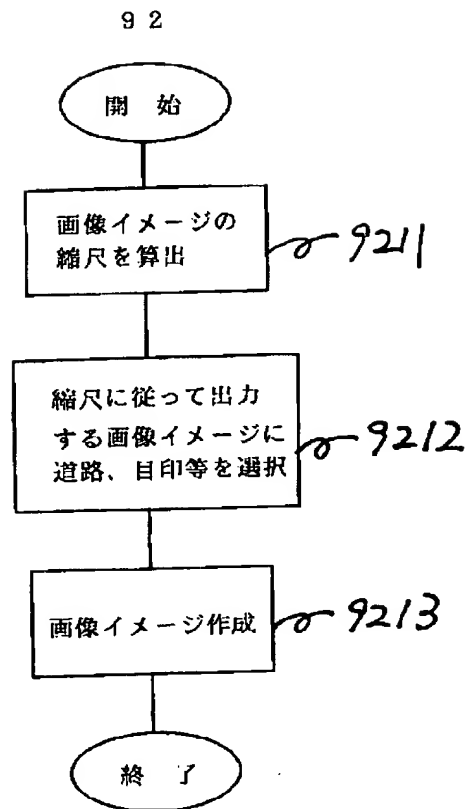 92
開始
画像イメージの
縮尺を算出
9211
縮尺に従って出力
する画像イメージに
道路、目印等を選択
9212
画像イメージ作成
9213
終了